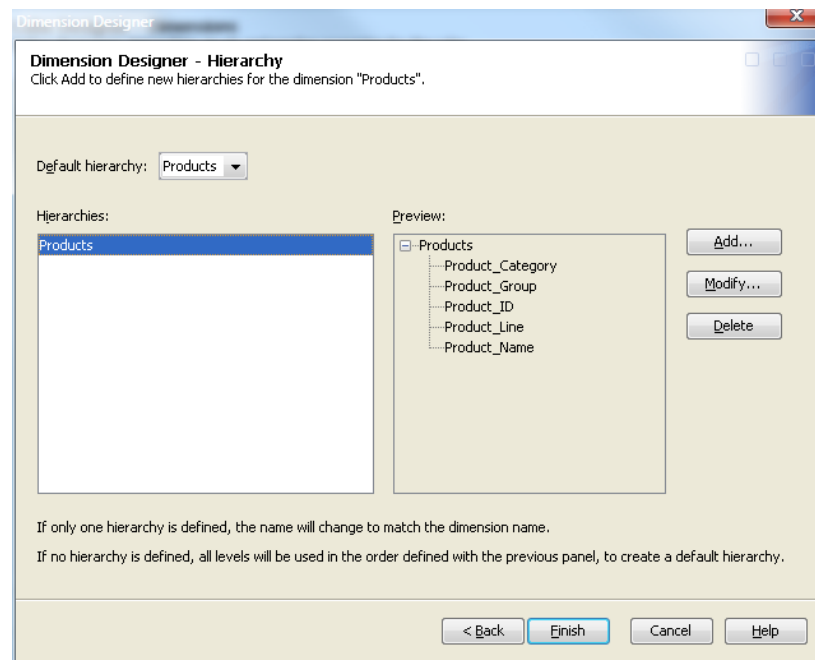 Dimension Designer
Dimension Designer - Hierarchy
Click Add to define new hierarchies for the dimension "Products".
Default hierarchy: Products
Hierarchies:
Preview:
Products
Products
Product_Category
Product_Group
Product_ID
Product_Line
Product_Name
Add...
Modify...
Delete
If only one hierarchy is defined, the name will change to match the dimension name.
If no hierarchy is defined, all levels will be used in the order defined with the previous panel, to create a default hierarchy.
< Back Finish Cancel Help